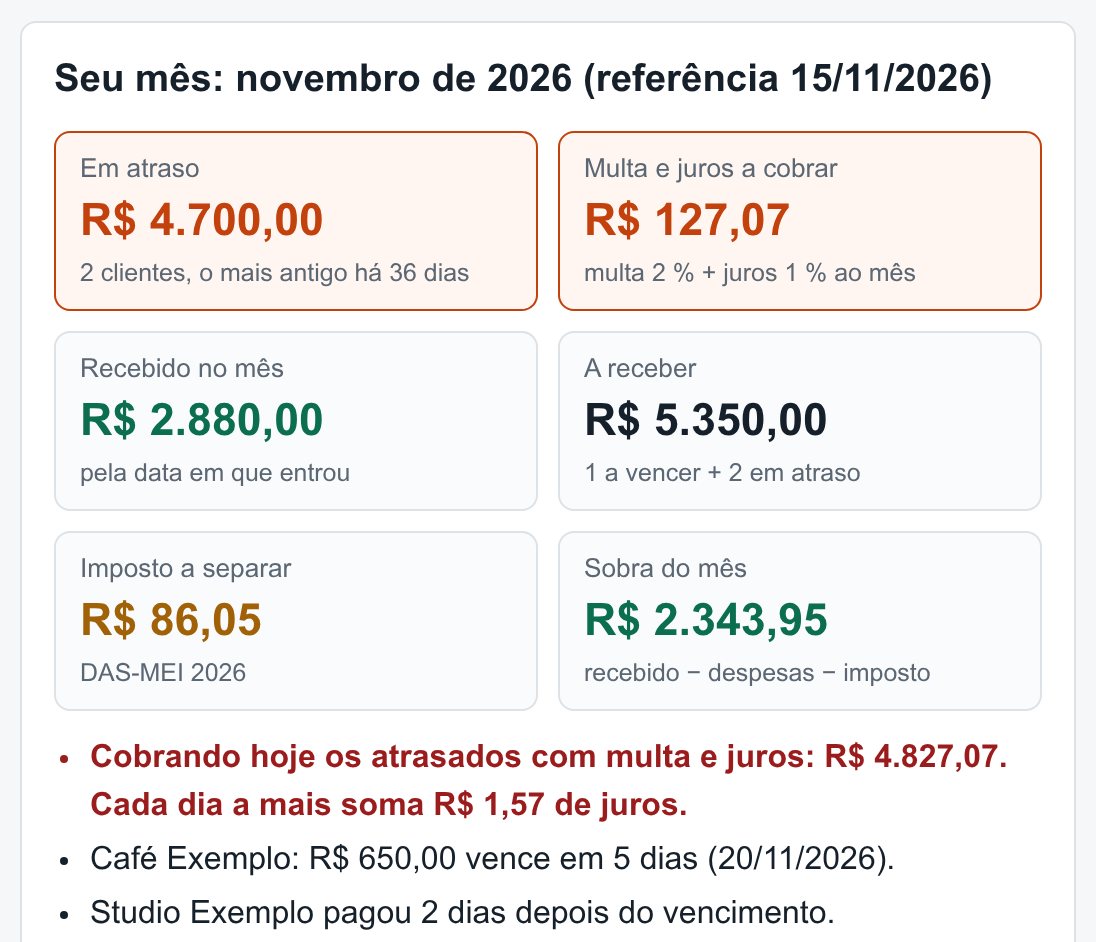 Seu mês: novembro de 2026 (referência 15/11/2026)
Em atraso
R$ 4.700,00
2 clientes, o mais antigo há 36 dias
Multa e juros a cobrar
R$ 127,07
multa 2 % + juros 1 % ao mês
Recebido no mês
R$ 2.880,00
pela data em que entrou
A receber
R$ 5.350,00
1 a vencer + 2 em atraso
Imposto a separar
R$ 86,05
DAS-MEI 2026
Sobra do mês
R$ 2.343,95
recebido − despesas − imposto
• Cobrando hoje os atrasados com multa e juros: R$ 4.827,07.
Cada dia a mais soma R$ 1,57 de juros.
• Café Exemplo: R$ 650,00 vence em 5 dias (20/11/2026).
• Studio Exemplo pagou 2 dias depois do vencimento.